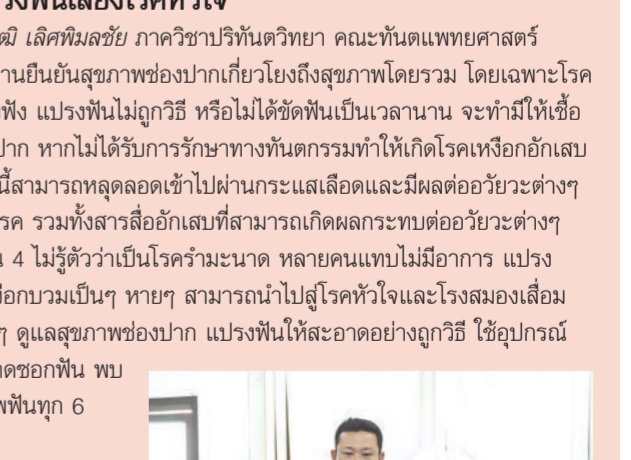 วงฟันเสี่ยงโรคหัวใจ
ฒิ เลิศพิมลชัย ภาควิชาปริทันตวิทยา คณะทันตแพทยศาสตร์
านยืนยันสุขภาพช่องปากเกี่ยวโยงถึงสุขภาพโดยรวม โดยเฉพาะโรค
ฟัง แปรงฟันไม่ถูกวิธี หรือไม่ได้ขัดฟันเป็นเวลานาน จะทำมีให้เชื้อ
ปาก หากไม่ได้รับการรักษาทางทันตกรรมทำให้เกิดโรคเหงือกอักเสบ
นี้สามารถหลุดลอดเข้าไปผ่านกระแสเลือดและมีผลต่ออวัยวะต่างๆ
รค รวมทั้งสารสื่ออักเสบที่สามารถเกิดผลกระทบต่ออวัยวะต่างๆ
น 4 ไม่รู้ตัวว่าเป็นโรครำมะนาด หลายคนแทบไม่มีอาการ แปรง
งือกบวมเป็นๆ หายๆ สามารถนำไปสู่โรคหัวใจและโรงสมองเสื่อม
ๆ ดูแลสุขภาพช่องปาก แปรงฟันให้สะอาดอย่างถูกวิธี ใช้อุปกรณ์
าดซอกฟัน พบ
พฟันทุก 6